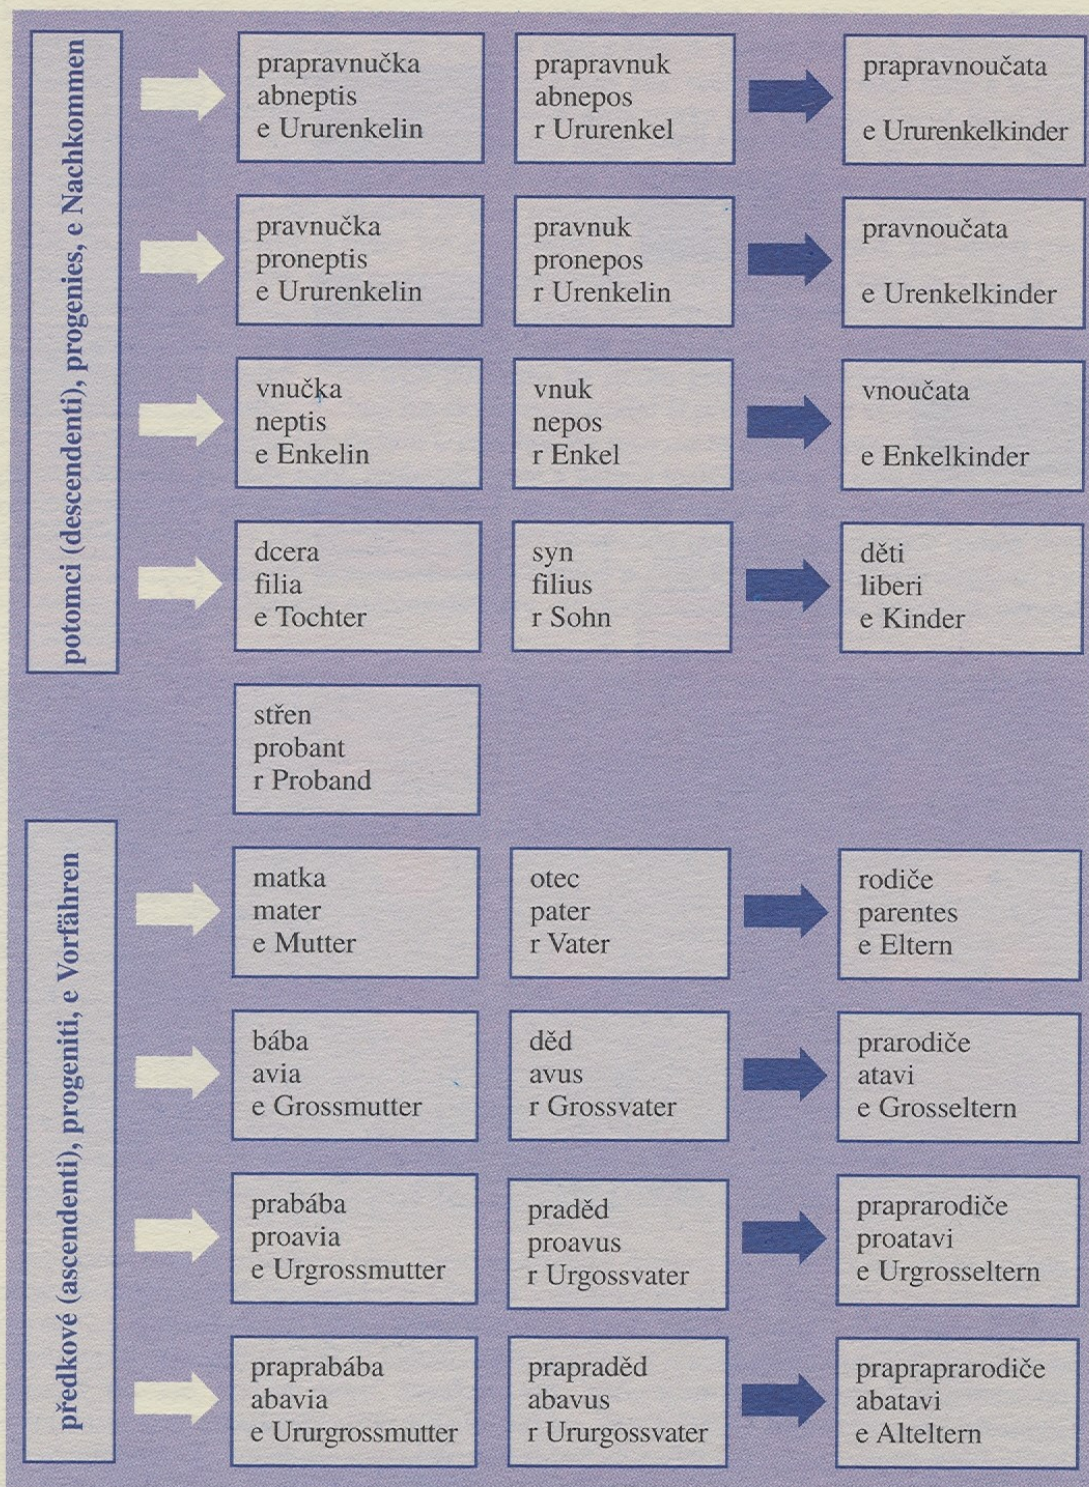 potomci (descendenti), progenies, e Nachkommen
prapravnučka
abneptis
e Ururenkelin
prapravnuk
abnepos
r Ururenkel
prapravnoučata
e Ururenkelkinder
pravnučka
proneptis
e Ururenkelin
pravnuk
pronepos
r Urenkelin
pravnoučata
e Urenkelkinder
vnučka
neptis
e Enkelin
vnuk
nepos
r Enkel
vnoučata
e Enkelkinder
dcera
filia
e Tochter
syn
filius
r Sohn
děti
liberi
e Kinder
střen
probant
r Proband
předkové (ascendenti), progeniti, e Vorfähren
matka
mater
e Mutter
otec
pater
r Vater
rodiče
parentes
e Eltern
bába
avia
e Grossmutter
děd
avus
r Grossvater
prarodiče
atavi
e Grosseltern
prabába
proavia
e Urgrossmutter
praděd
proavus
r Urgossvater
praprarodiče
proatavi
e Urgrosseltern
praprabába
abavia
e Ururgrossmutter
prapraděd
abavus
r Ururgossvater
prapraprarodiče
abatavi
e Alteltern